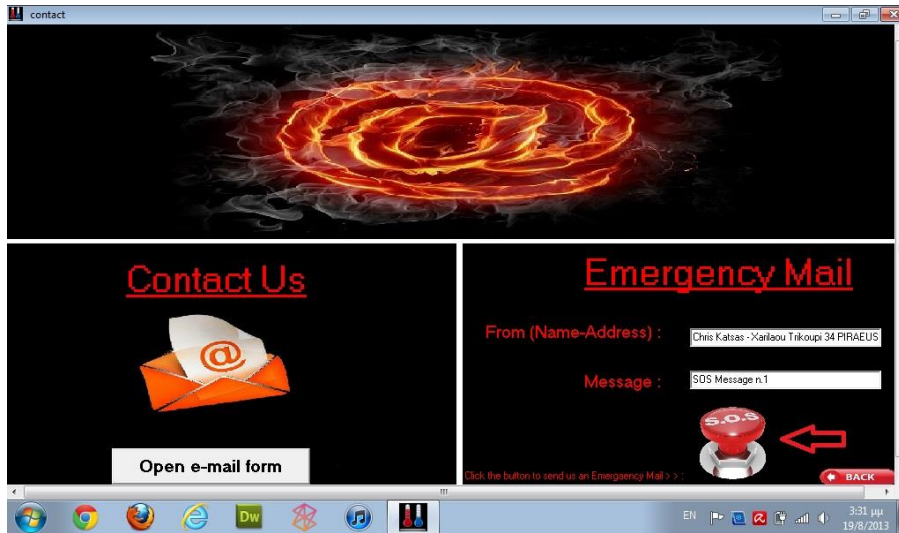 contact
Contact Us
@
Open e-mail form
Emergency Mail
From (Name-Address) :
Chris Katsas - Xarilaou Trikoupi 34 PIRAEUS
Message :
SOS Message n.1
S.O.S
Click the button to send us an Emergaency Mail > > :
BACK
Dw
EN
3:31 μμ
19/8/2013